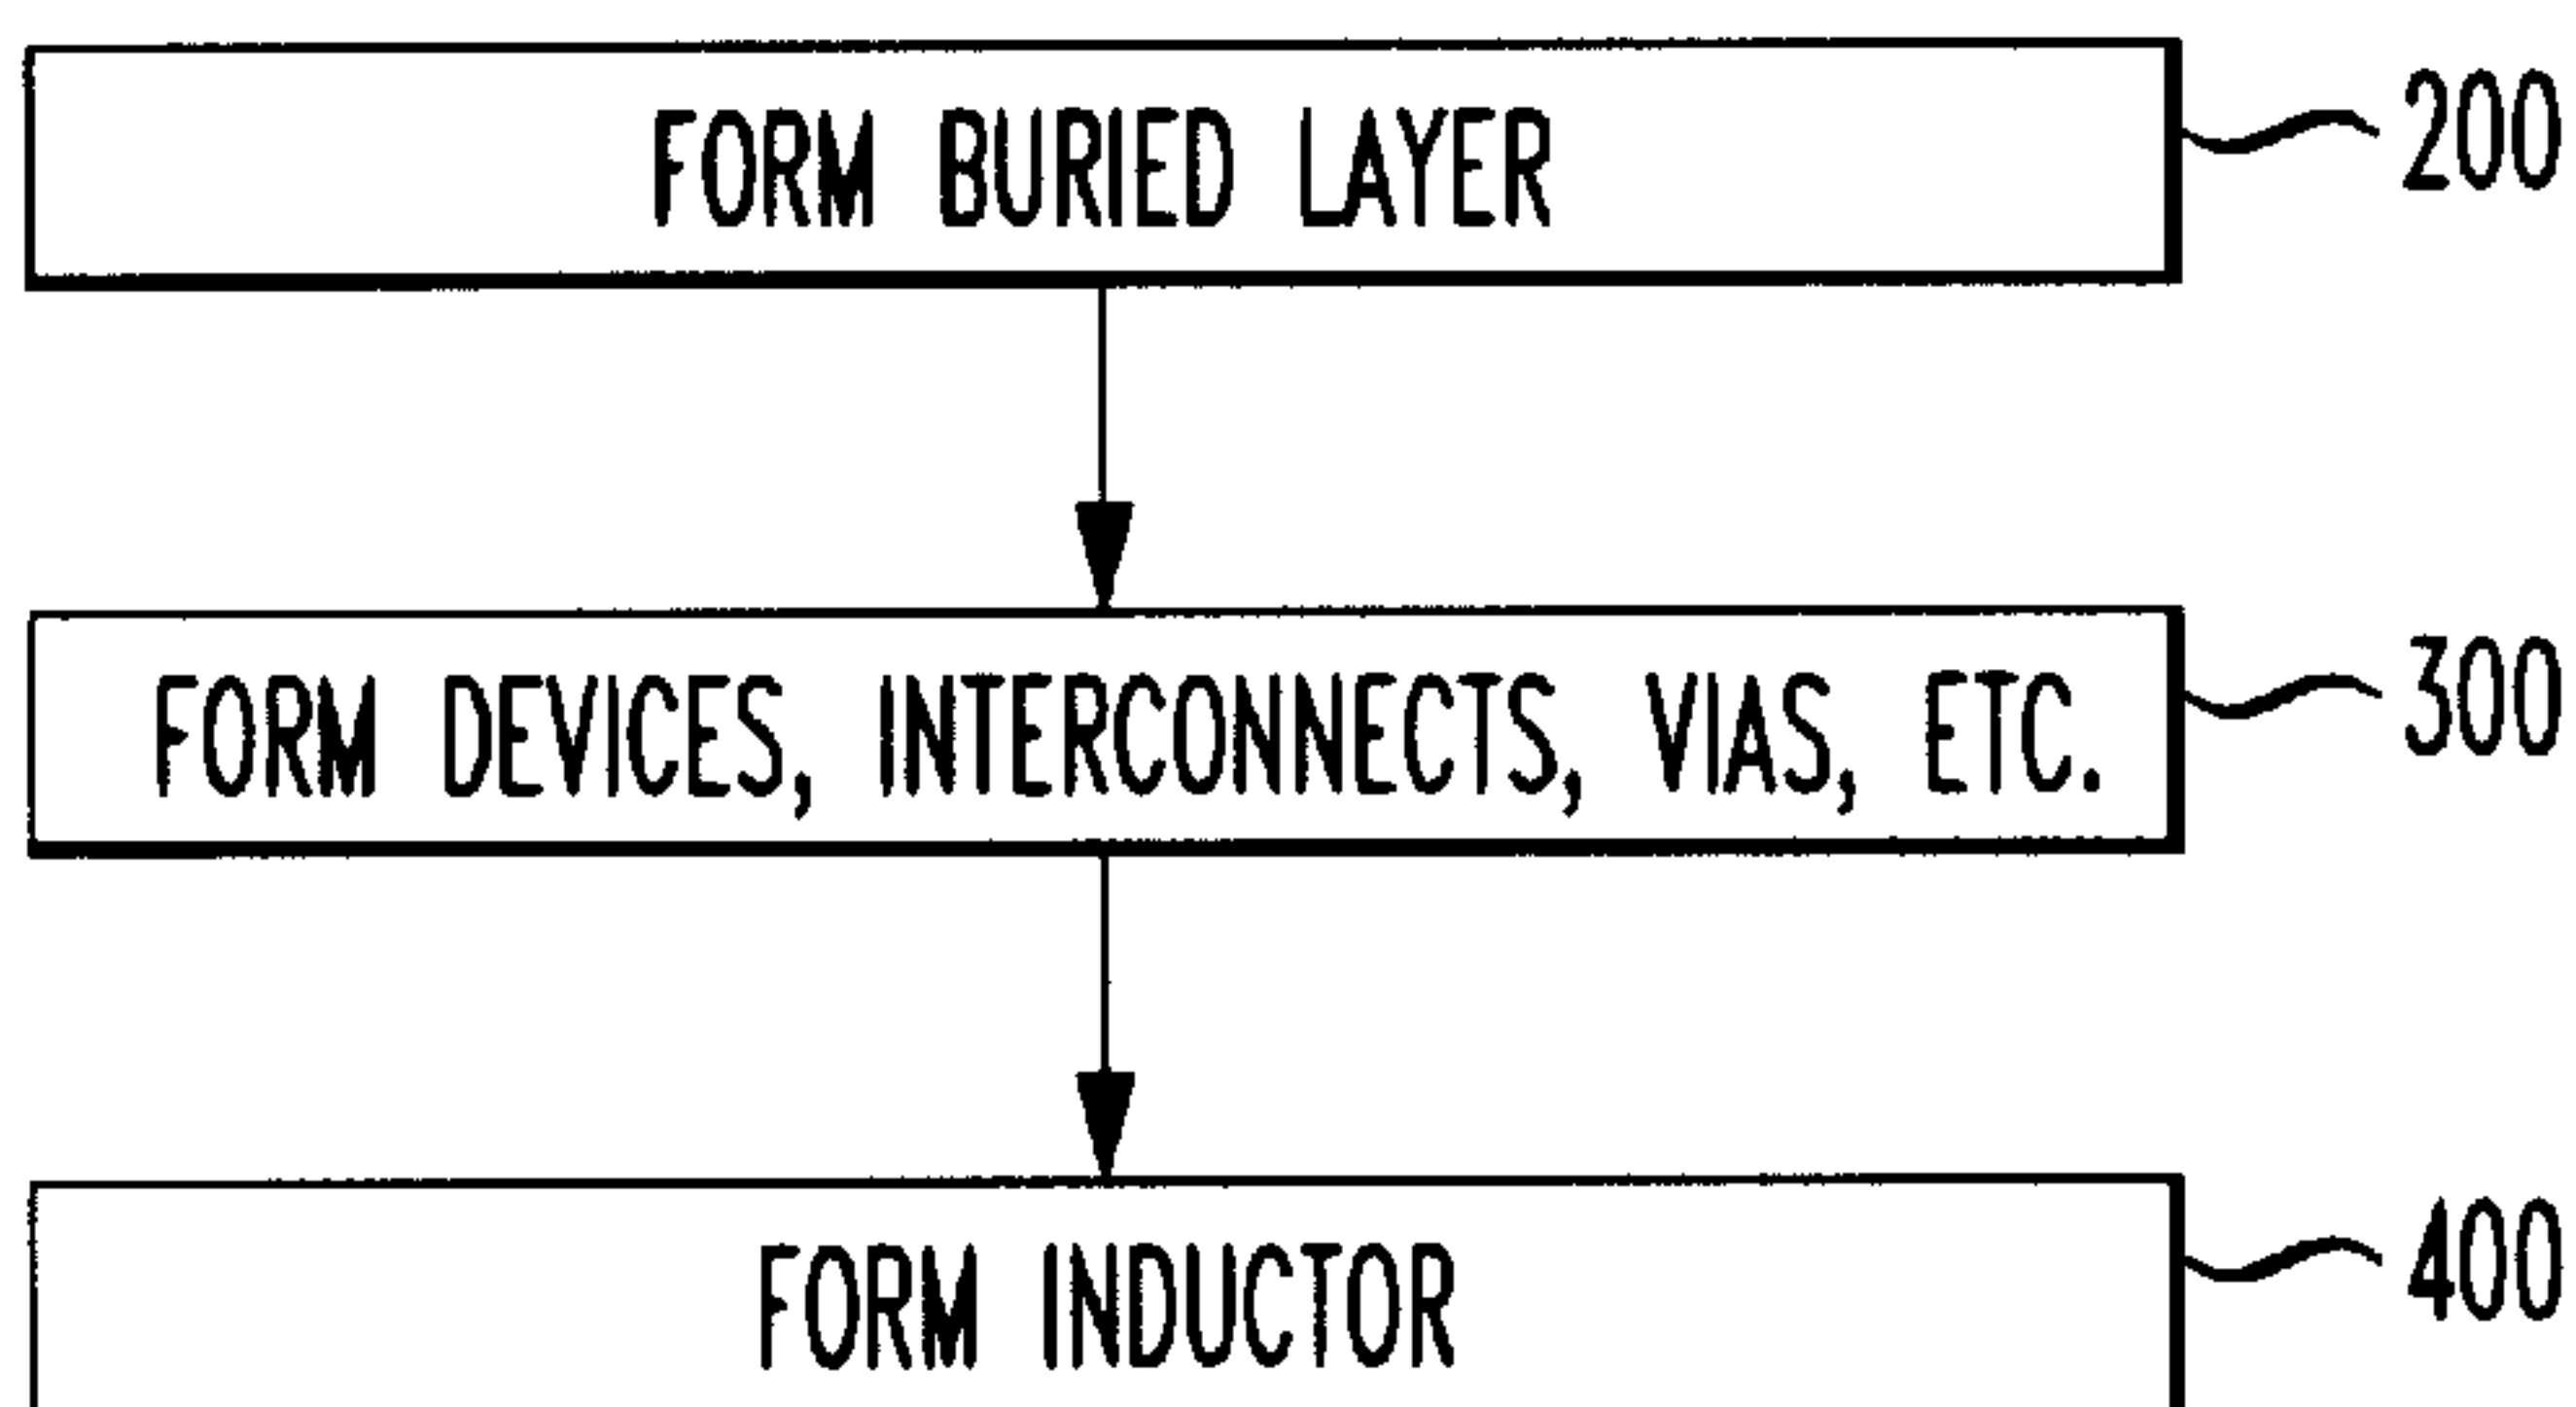 FORM BURIED LAYER
200
FORM DEVICES, INTERCONNECTS, VIAS, ETC.
300
FORM INDUCTOR
400